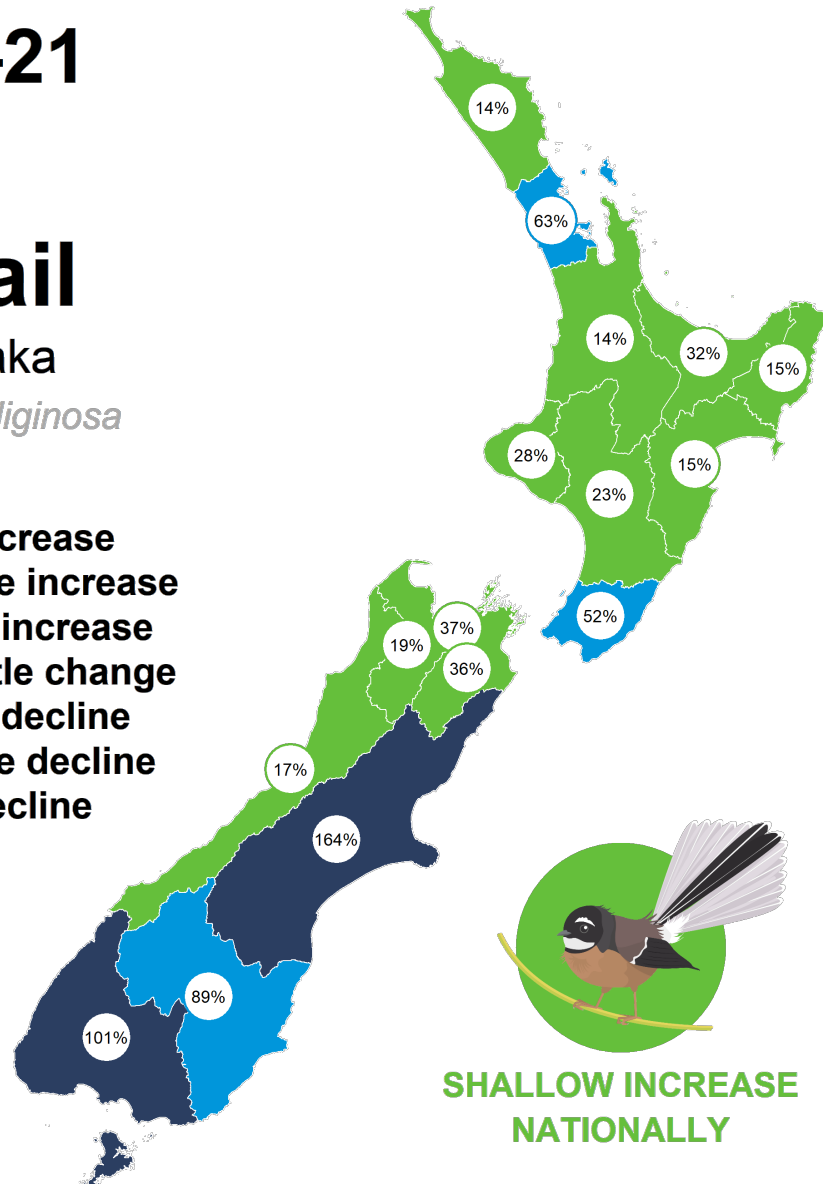 -21
ail
aka
liginosa
crease
e increase
increase
tle change
decline
e decline
ecline
14%
63%
14%
32%
15%
28%
15%
23%
52%
37%
19%
36%
17%
164%
89%
101%
SHALLOW INCREASE
NATIONALLY